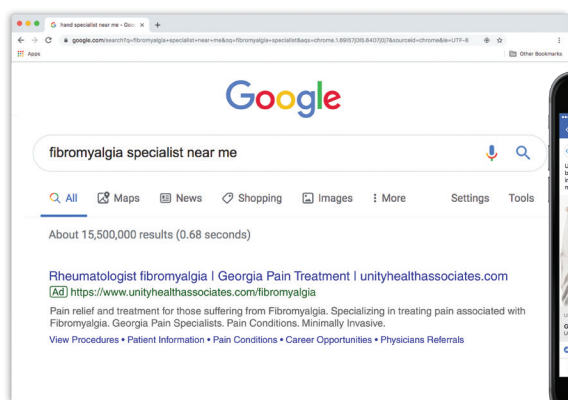 G hand specialist near me - Goo
google.com/search?q=fibromyalgia+specialist+near+me&oq=fibromyalgia+specialist&aqs=chrome.1.69i57j0l5.8407j0j7&sourceid=chrome&ie=UTF-8
Apps Other Bookmarks
Google
fibromyalgia specialist near me
All Maps News Shopping Images More Settings Tools
About 15,500,000 results (0.68 seconds)
Rheumatologist fibromyalgia | Georgia Pain Treatment | unityhealthassociates.com
Ad https://www.unityhealthassociates.com/fibromyalgia
Pain relief and treatment for those suffering from Fibromyalgia. Specializing in treating pain associated with
Fibromyalgia. Georgia Pain Specialists. Pain Conditions. Minimally Invasive.
View Procedures • Patient Information • Pain Conditions • Career Opportunities • Physicians Referrals